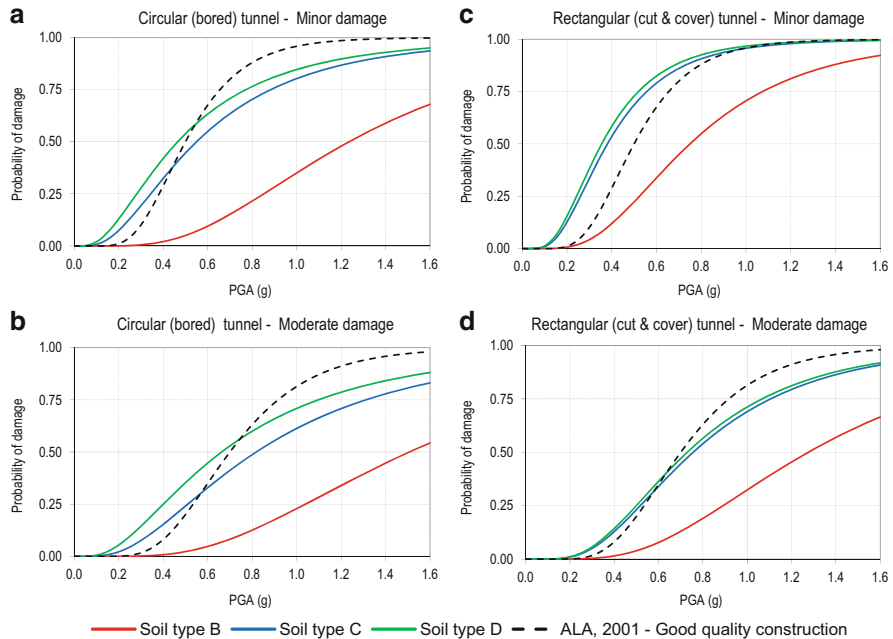 a
Circular (bored) tunnel - Minor damage
Probability of damage
1.00
0.75
0.50
0.25
0.00
0.0 0.2 0.4 0.6 0.8 1.0 1.2 1.4 1.6
PGA (g)
c
Rectangular (cut & cover) tunnel - Minor damage
Probability of damage
1.00
0.75
0.50
0.25
0.00
0.0 0.2 0.4 0.6 0.8 1.0 1.2 1.4 1.6
PGA (g)
b
Circular (bored) tunnel - Moderate damage
Probability of damage
1.00
0.75
0.50
0.25
0.00
0.0 0.2 0.4 0.6 0.8 1.0 1.2 1.4 1.6
PGA (g)
d
Rectangular (cut & cover) tunnel - Moderate damage
Probability of damage
1.00
0.75
0.50
0.25
0.00
0.0 0.2 0.4 0.6 0.8 1.0 1.2 1.4 1.6
PGA (g)
Soil type B Soil type C Soil type D ALA, 2001 - Good quality construction